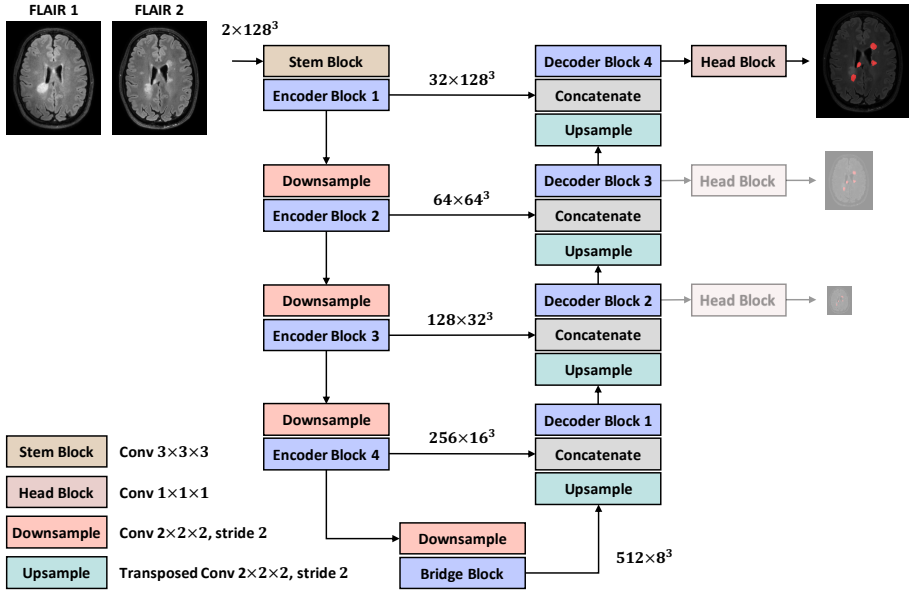 FLAIR 1
FLAIR 2
2×128³
Stem Block
Encoder Block 1
32×128³
Decoder Block 4
Concatenate
Upsample
Head Block
Downsample
Encoder Block 2
64×64³
Decoder Block 3
Concatenate
Upsample
Head Block
Downsample
Encoder Block 3
128×32³
Decoder Block 2
Concatenate
Upsample
Head Block
Downsample
Encoder Block 4
256×16³
Decoder Block 1
Concatenate
Upsample
Downsample
Bridge Block
512×8³
Stem Block Conv 3×3×3
Head Block Conv 1×1×1
Downsample Conv 2×2×2, stride 2
Upsample Transposed Conv 2×2×2, stride 2